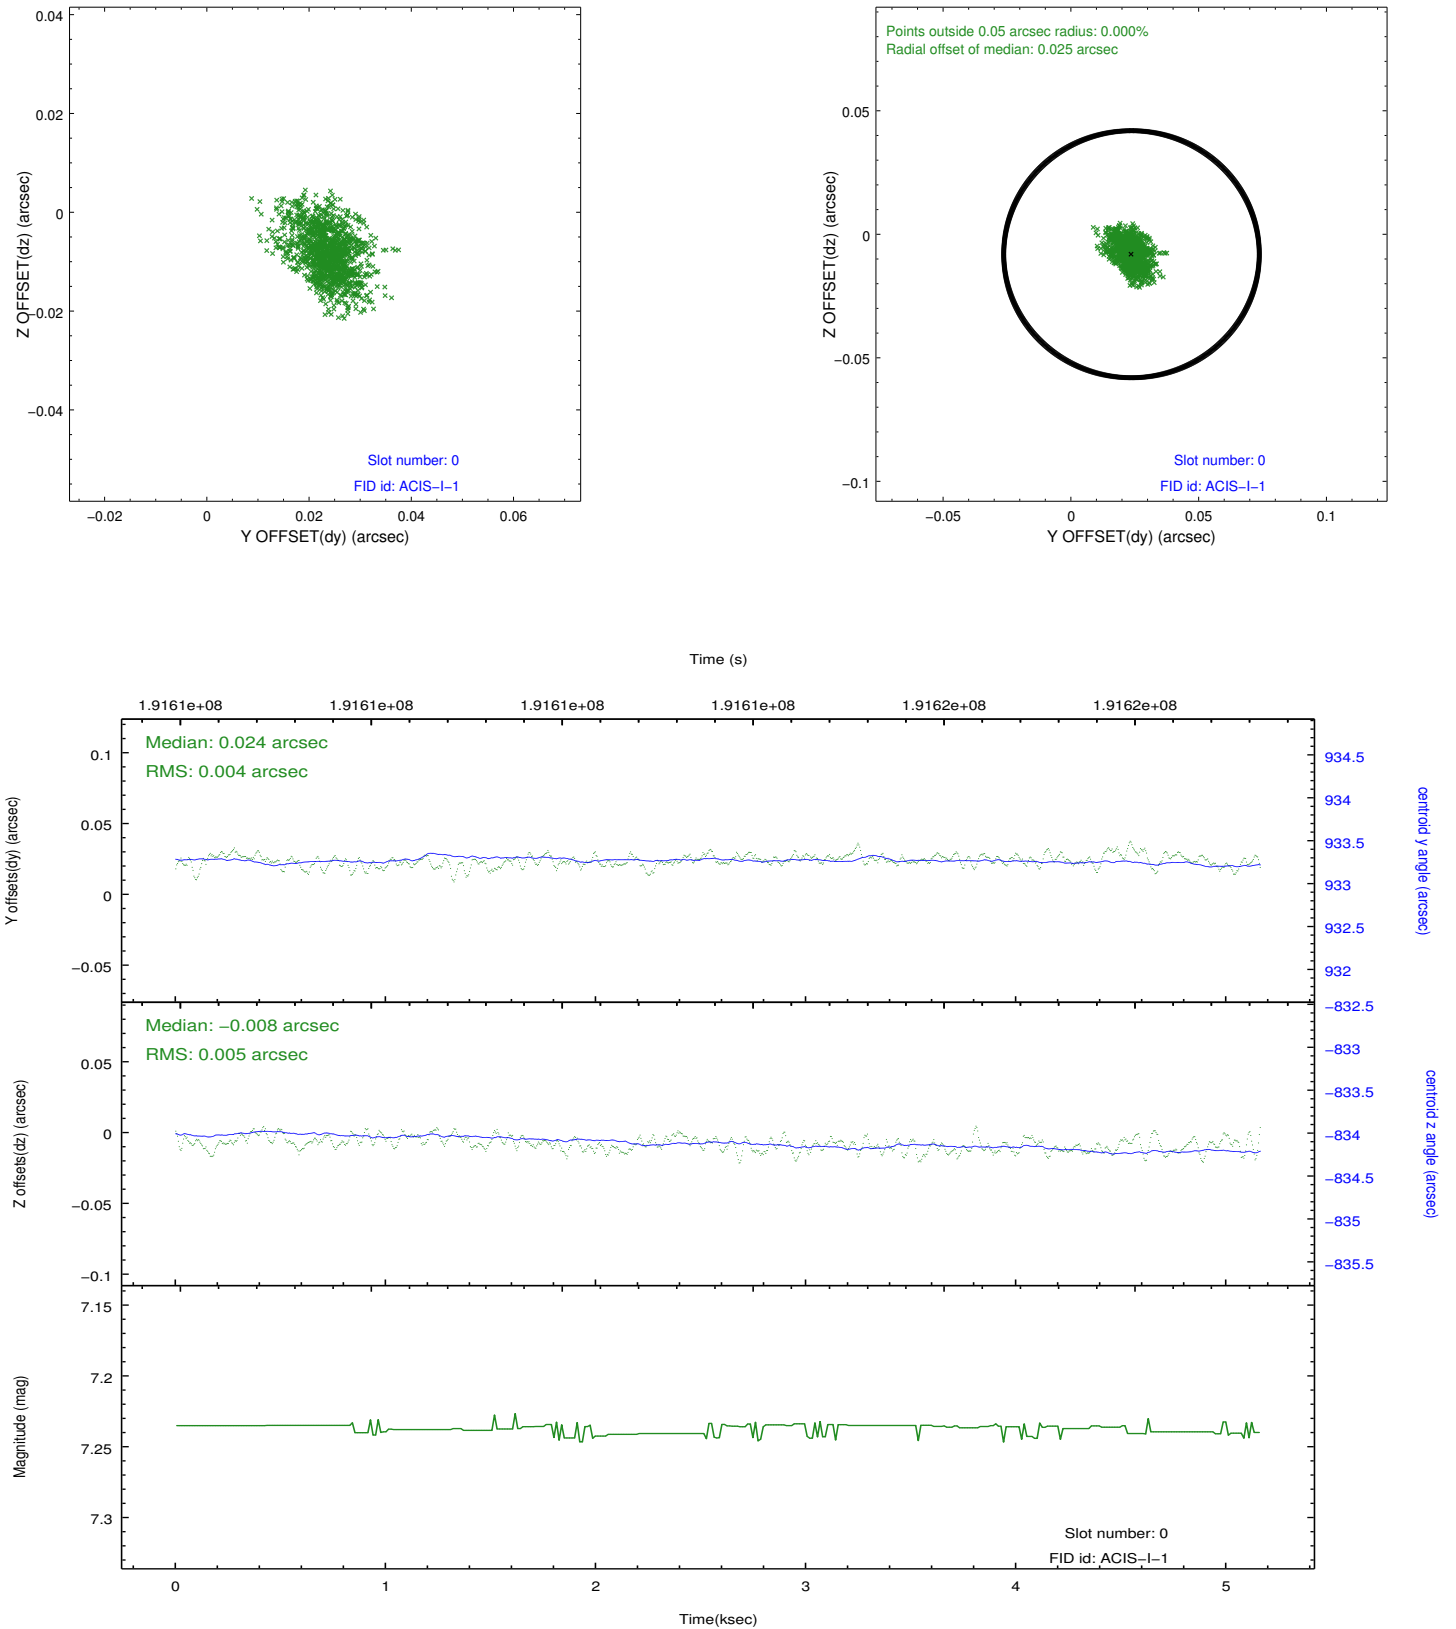 0.04
0.02
0
−0.02
−0.04
Z OFFSET(dz) (arcsec)
Slot number: 0
FID id: ACIS−I−1
−0.02
0
0.02
0.04
0.06
Y OFFSET(dy) (arcsec)
Points outside 0.05 arcsec radius: 0.000%
Radial offset of median: 0.025 arcsec
0.05
0
−0.05
−0.1
Z OFFSET(dz) (arcsec)
Slot number: 0
FID id: ACIS−I−1
−0.05
0
0.05
0.1
Y OFFSET(dy) (arcsec)
Time (s)
1.9161e+08
1.9161e+08
1.9161e+08
1.9161e+08
1.9162e+08
1.9162e+08
Median: 0.024 arcsec
RMS: 0.004 arcsec
0.1
0.05
0
−0.05
Y offsets(dy) (arcsec)
934.5
934
933.5
933
932.5
932
centroid y angle (arcsec)
Median: −0.008 arcsec
RMS: 0.005 arcsec
0.05
0
−0.05
−0.1
Z offsets(dz) (arcsec)
−832.5
−833
−833.5
−834
−834.5
−835
−835.5
centroid z angle (arcsec)
7.15
7.2
7.25
7.3
Magnitude (mag)
Slot number: 0
FID id: ACIS−I−1
0
1
2
3
4
5
Time(ksec)